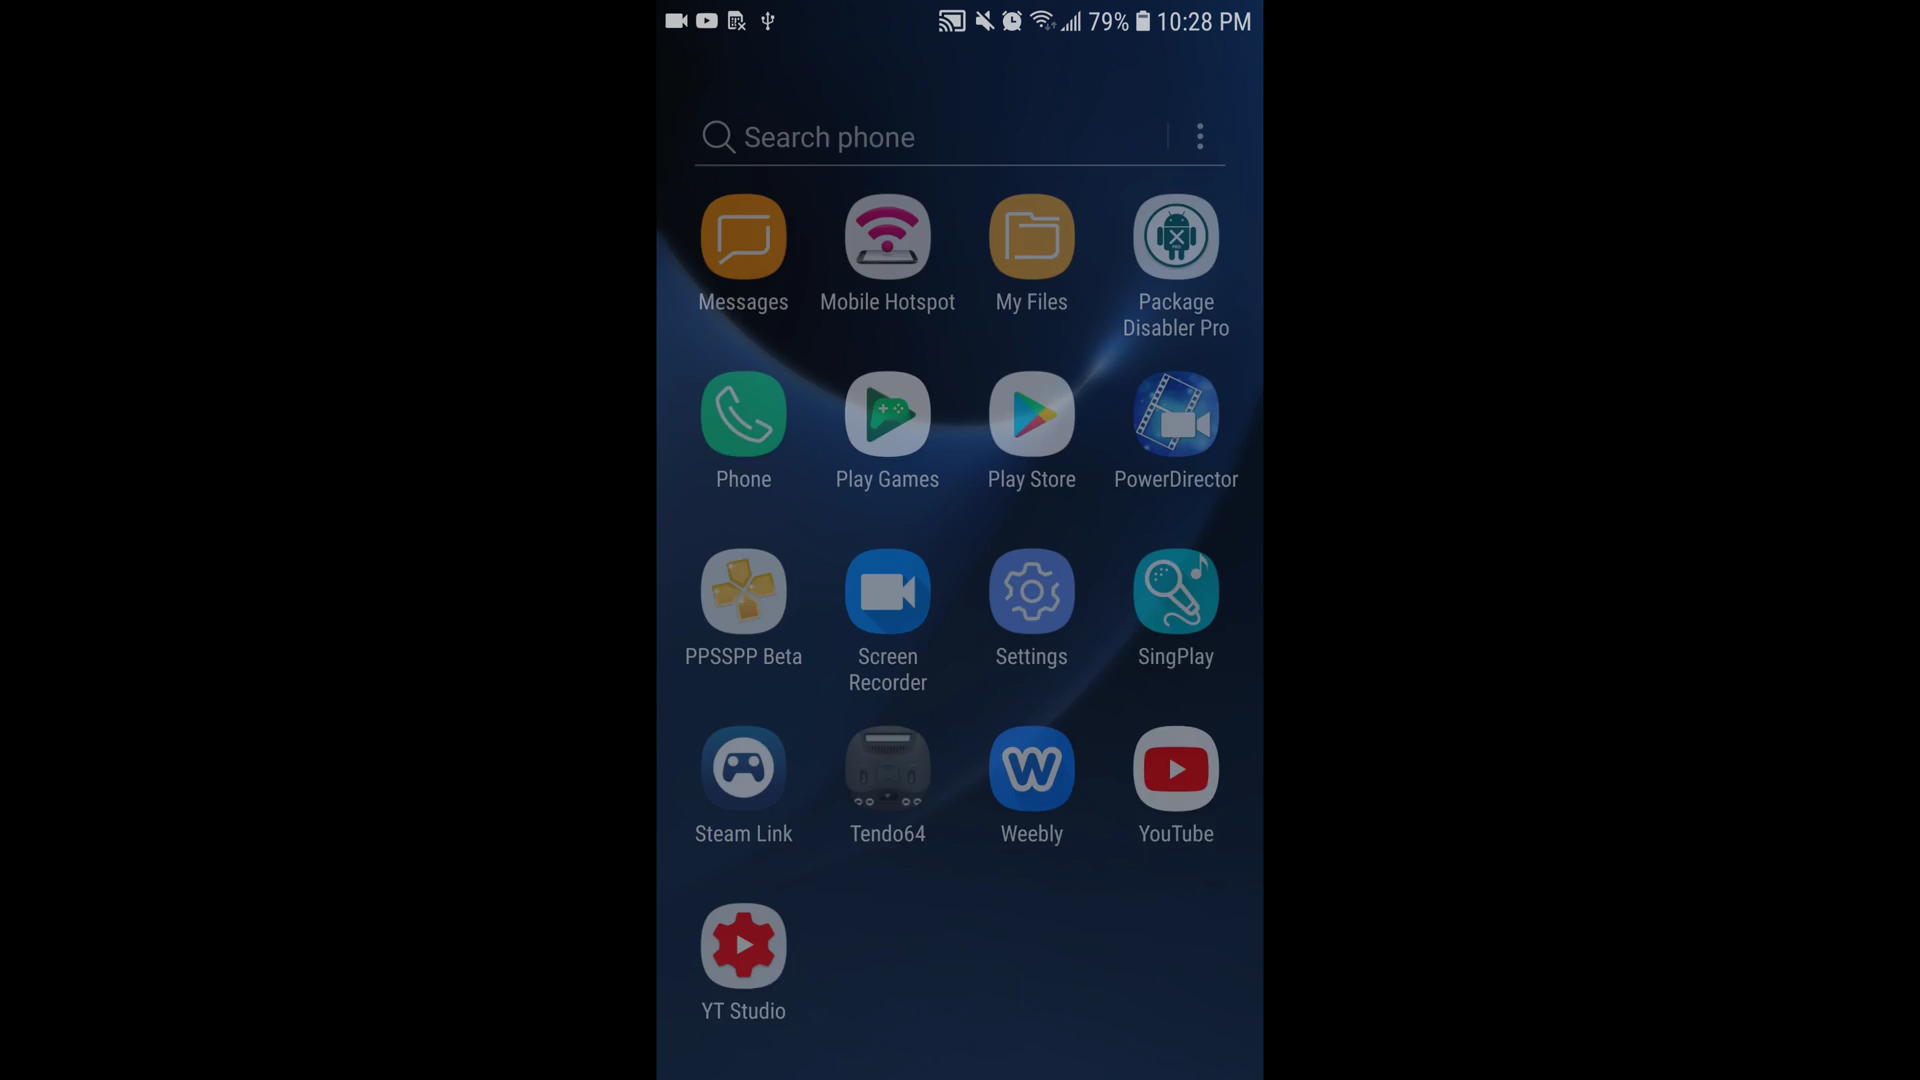 79% 10:28 PM
Search phone
Messages
Mobile Hotspot
My Files
Package
Disabler Pro
Phone
Play Games
Play Store
PowerDirector
PPSSPP Beta
Screen
Recorder
Settings
SingPlay
Steam Link
Tendo64
Weebly
YouTube
YT Studio